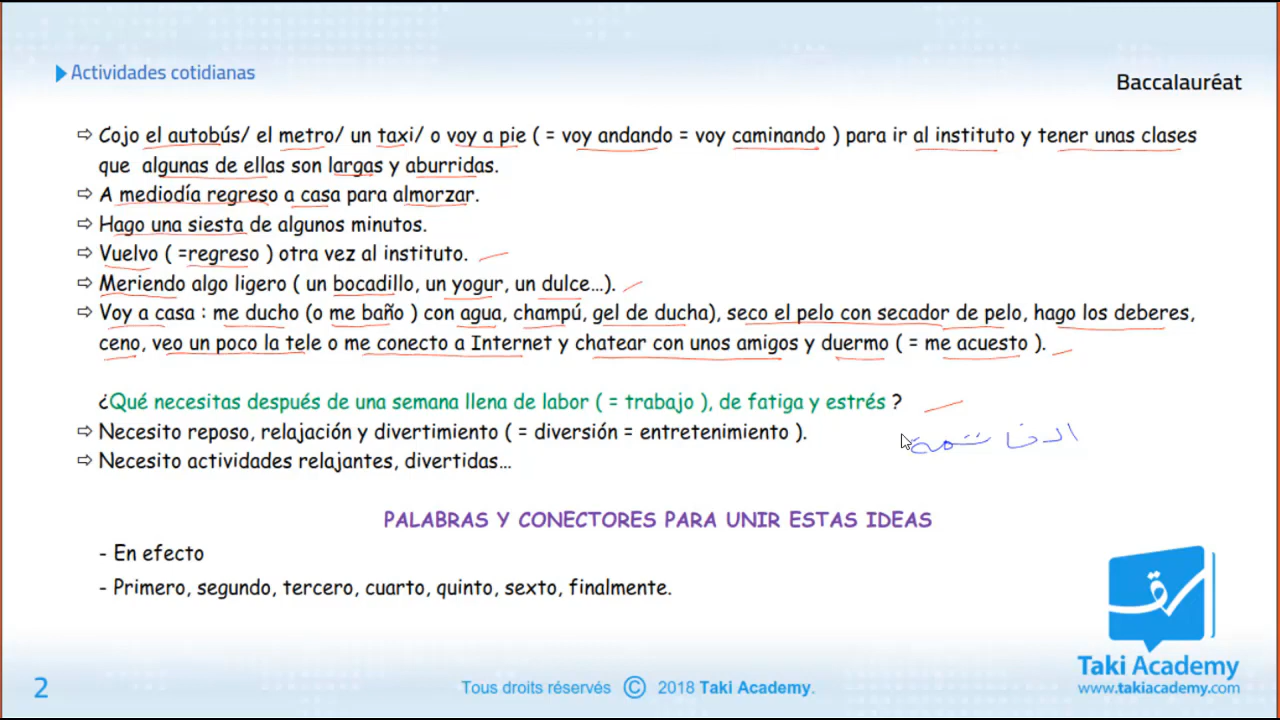 Actividades cotidianas
Baccalauréat
⇨ Cojo el autobús/ el metro/ un taxi/ o voy a pie ( = voy andando = voy caminando ) para ir al instituto y tener unas clases
que algunas de ellas son largas y aburridas.
⇨ A mediodía regreso a casa para almorzar.
⇨ Hago una siesta de algunos minutos.
⇨ Vuelvo ( =regreso ) otra vez al instituto.
⇨ Meriendo algo ligero ( un bocadillo, un yogur, un dulce…).
⇨ Voy a casa : me ducho (o me baño ) con agua, champú, gel de ducha), seco el pelo con secador de pelo, hago los deberes,
ceno, veo un poco la tele o me conecto a Internet y chatear con unos amigos y duermo ( = me acuesto ).
¿Qué necesitas después de una semana llena de labor ( = trabajo ), de fatiga y estrés ?
⇨ Necesito reposo, relajación y divertimiento ( = diversión = entretenimiento ).
الخاتمة
⇨ Necesito actividades relajantes, divertidas…
PALABRAS Y CONECTORES PARA UNIR ESTAS IDEAS
- En efecto
- Primero, segundo, tercero, cuarto, quinto, sexto, finalmente.
Taki Academy
www.takiacademy.com
2
Tous droits réservés © 2018 Taki Academy.